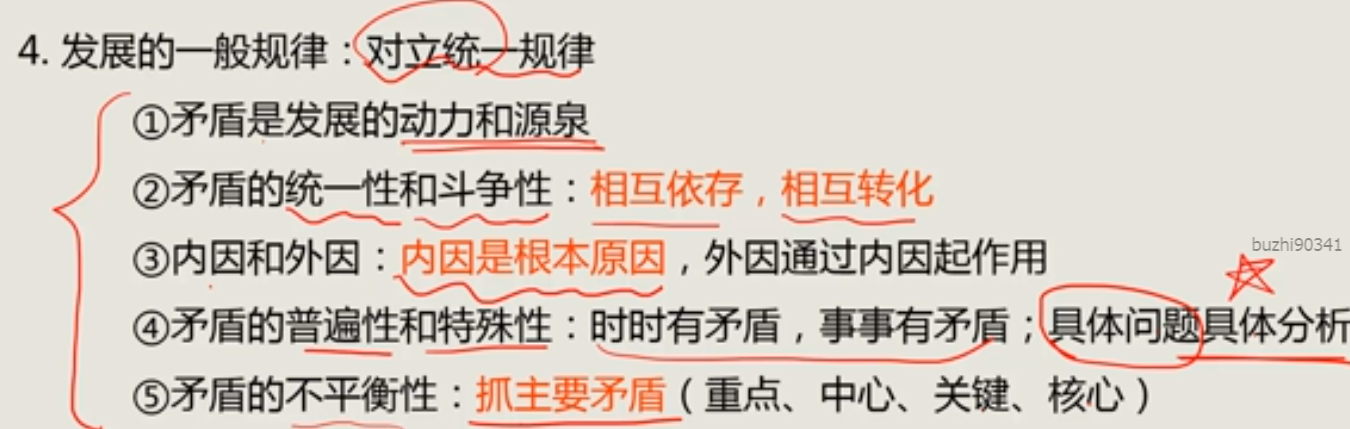 4. 发展的一般规律：对立统一规律
①矛盾是发展的动力和源泉
②矛盾的统一性和斗争性：相互依存，相互转化
③内因和外因：内因是根本原因，外因通过内因起作用
buzhi90341
④矛盾的普遍性和特殊性：时时有矛盾，事事有矛盾；具体问题具体分析
⑤矛盾的不平衡性：抓主要矛盾（重点、中心、关键、核心）